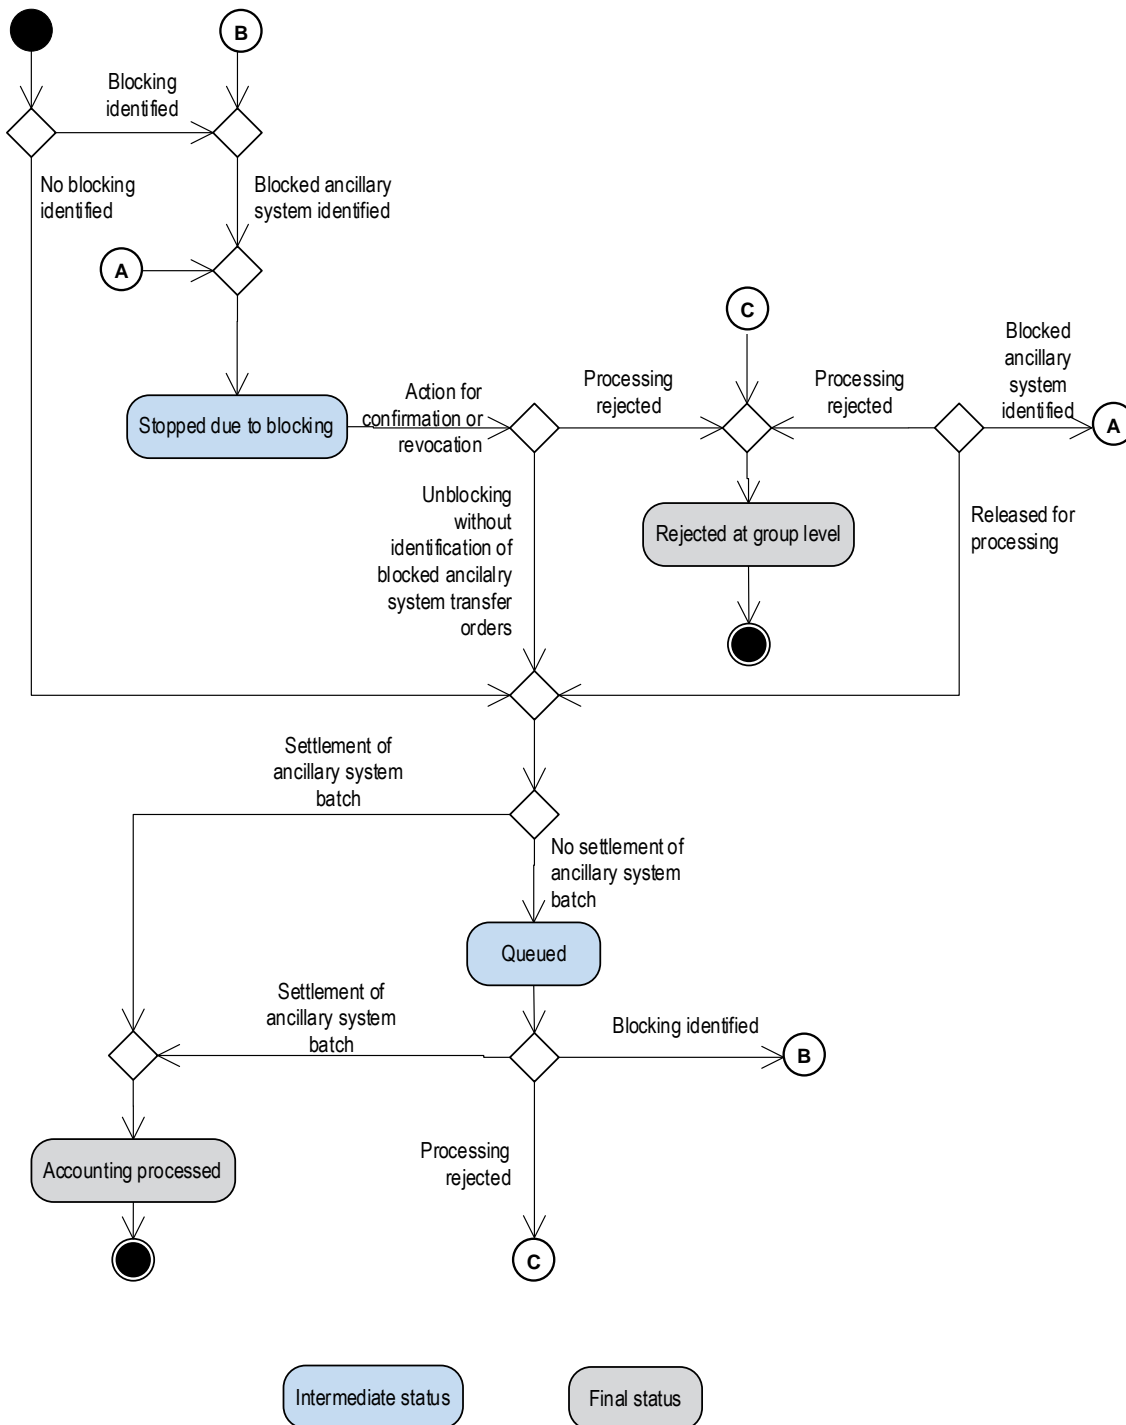 B
Blocking
identified
No blocking
identified
Blocked ancillary
system identified
A
C
Blocked
ancillary
system
identified
Processing
rejected
Processing
rejected
Action for
confirmation or
revocation
Stopped due to blocking
A
Unblocking
without
identification of
blocked ancilalry
system transfer
orders
Rejected at group level
Released for
processing
Settlement of
ancillary system
batch
No settlement of
ancillary system
batch
Queued
Settlement of
ancillary system
batch
Blocking identified
B
Processing
rejected
Accounting processed
C
Intermediate status
Final status